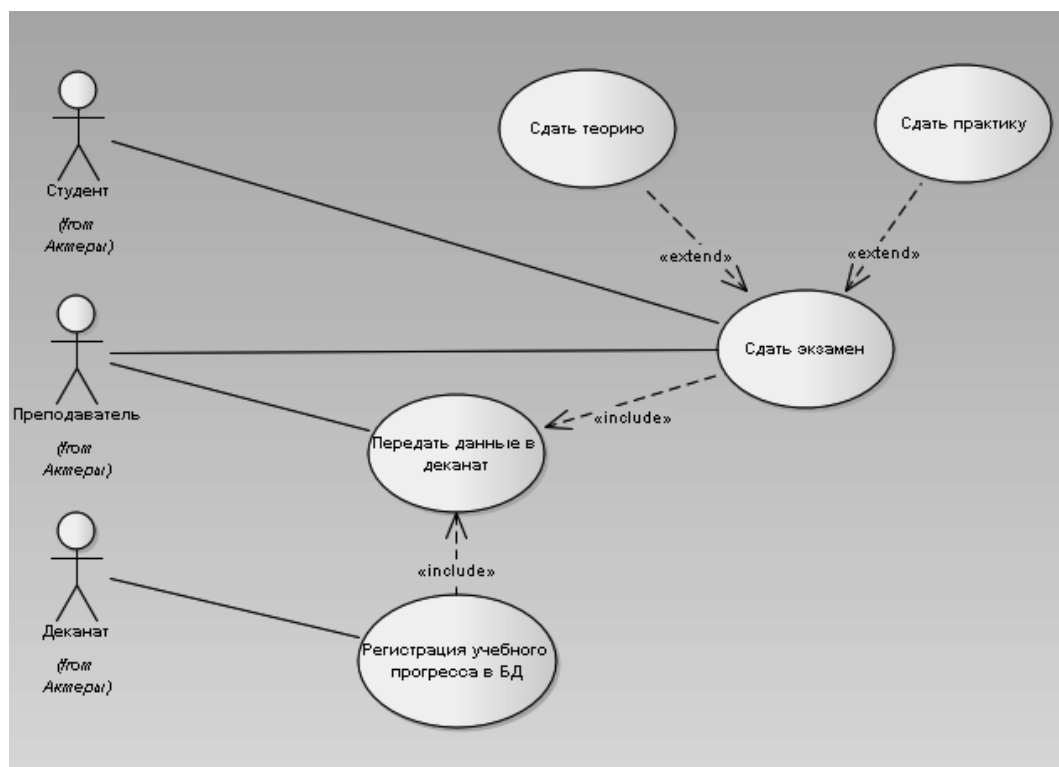 Студент
(from
Актеры)
Сдать теорию
Сдать практику
«extend»
«extend»
Преподаватель
(from
Актеры)
Сдать экзамен
«include»
Передать данные в
деканат
Деканат
(from
Актеры)
«include»
Регистрация учебного
прогресса в БД